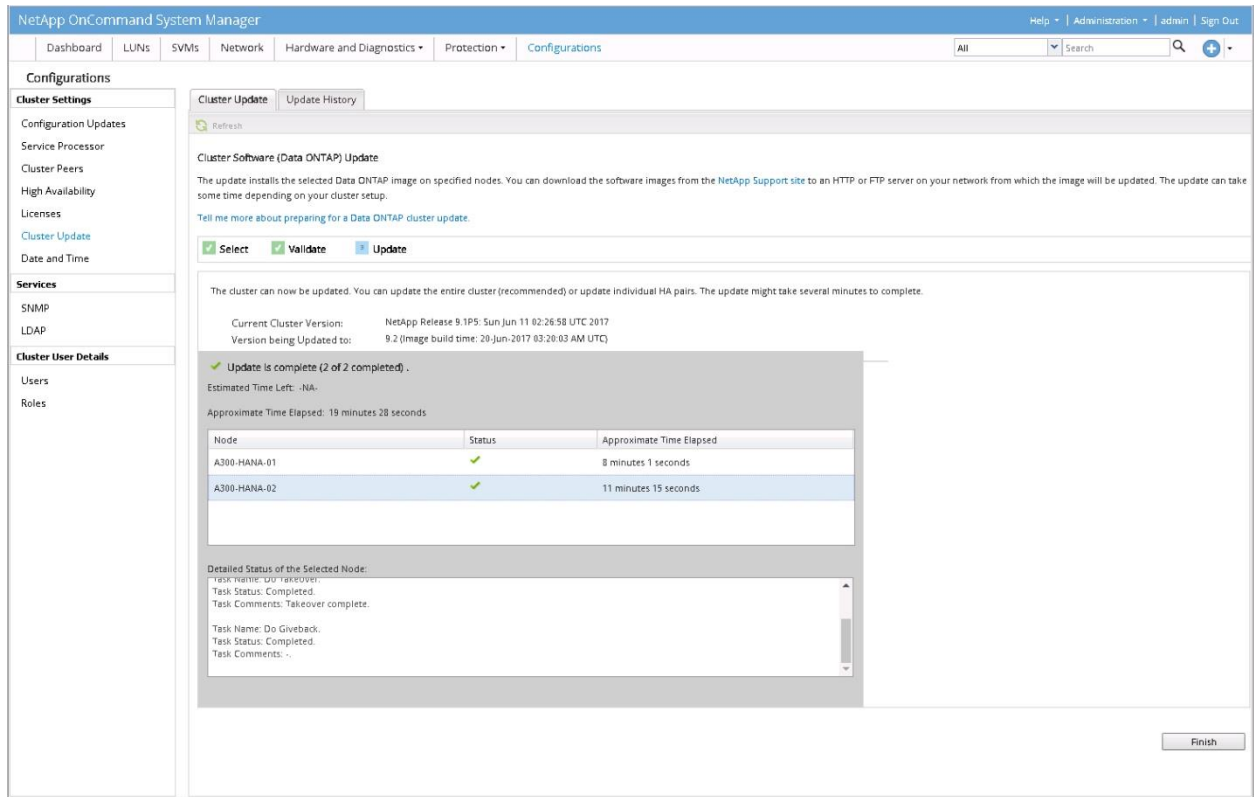 NetApp OnCommand System Manager
Help | Administration | admin | Sign Out
Dashboard LUNs SVMs Network Hardware and Diagnostics Protection Configurations All Search
Configurations
Cluster Settings
Configuration Updates
Service Processor
Cluster Peers
High Availability
Licenses
Cluster Update
Date and Time
Services
SNMP
LDAP
Cluster User Details
Users
Roles
Cluster Update Update History
Refresh
Cluster Software (Data ONTAP) Update
The update installs the selected Data ONTAP image on specified nodes. You can download the software images from the NetApp Support site to an HTTP or FTP server on your network from which the image will be updated. The update can take
some time depending on your cluster setup.
Tell me more about preparing for a Data ONTAP cluster update.
Select Validate 3 Update
The cluster can now be updated. You can update the entire cluster (recommended) or update individual HA pairs. The update might take several minutes to complete.
Current Cluster Version: NetApp Release 9.1P5: Sun Jun 11 02:26:58 UTC 2017
Version being Updated to: 9.2 (Image build time: 20-Jun-2017 03:20:03 AM UTC)
Update is complete (2 of 2 completed) .
Estimated Time Left: -NA-
Approximate Time Elapsed: 19 minutes 28 seconds
Node Status Approximate Time Elapsed
A300-HANA-01 8 minutes 1 seconds
A300-HANA-02 11 minutes 15 seconds
Detailed Status of the Selected Node:
Task Name: Do Takeover.
Task Status: Completed.
Task Comments: Takeover complete.
Task Name: Do Giveback.
Task Status: Completed.
Task Comments: -.
Finish